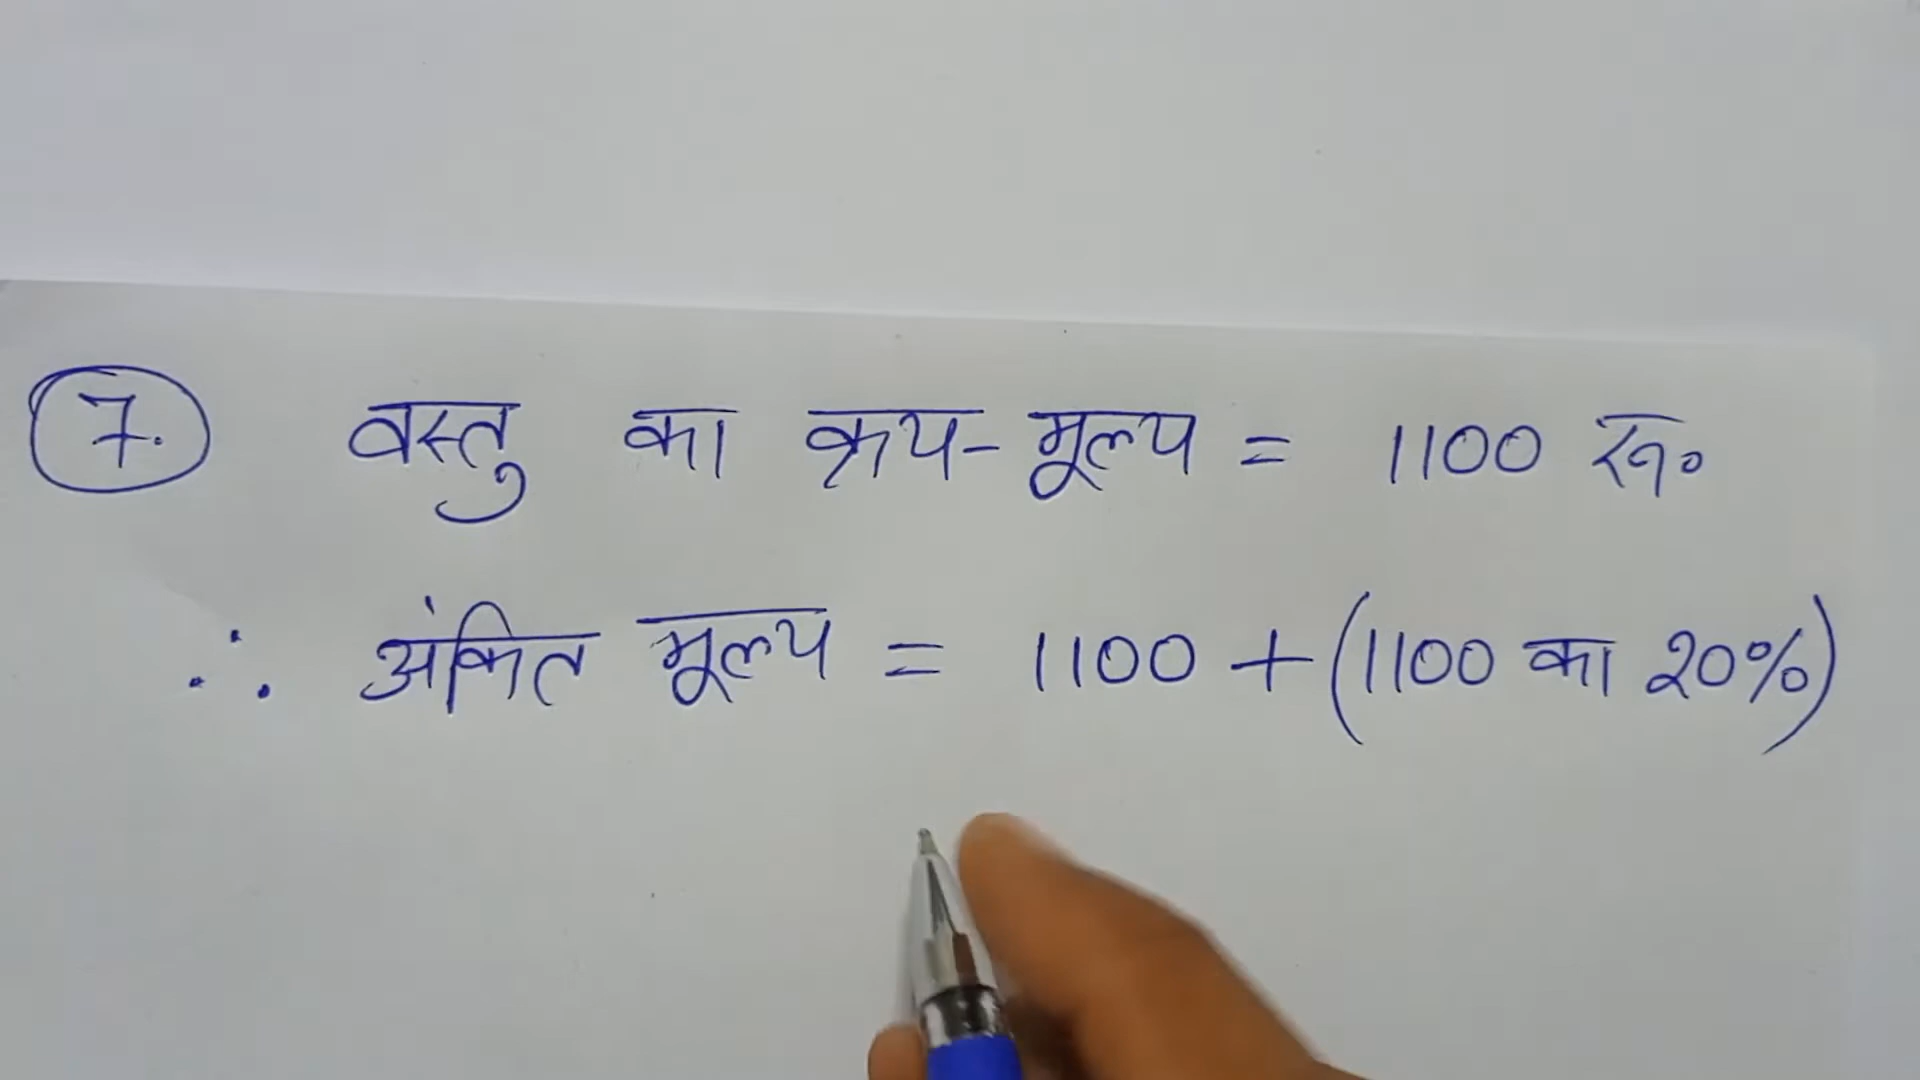 7. वस्तु का क्रय-मूल्य = 1100 रू०
∴ अंकित मूल्य = 1100 + (1100 का 20%)